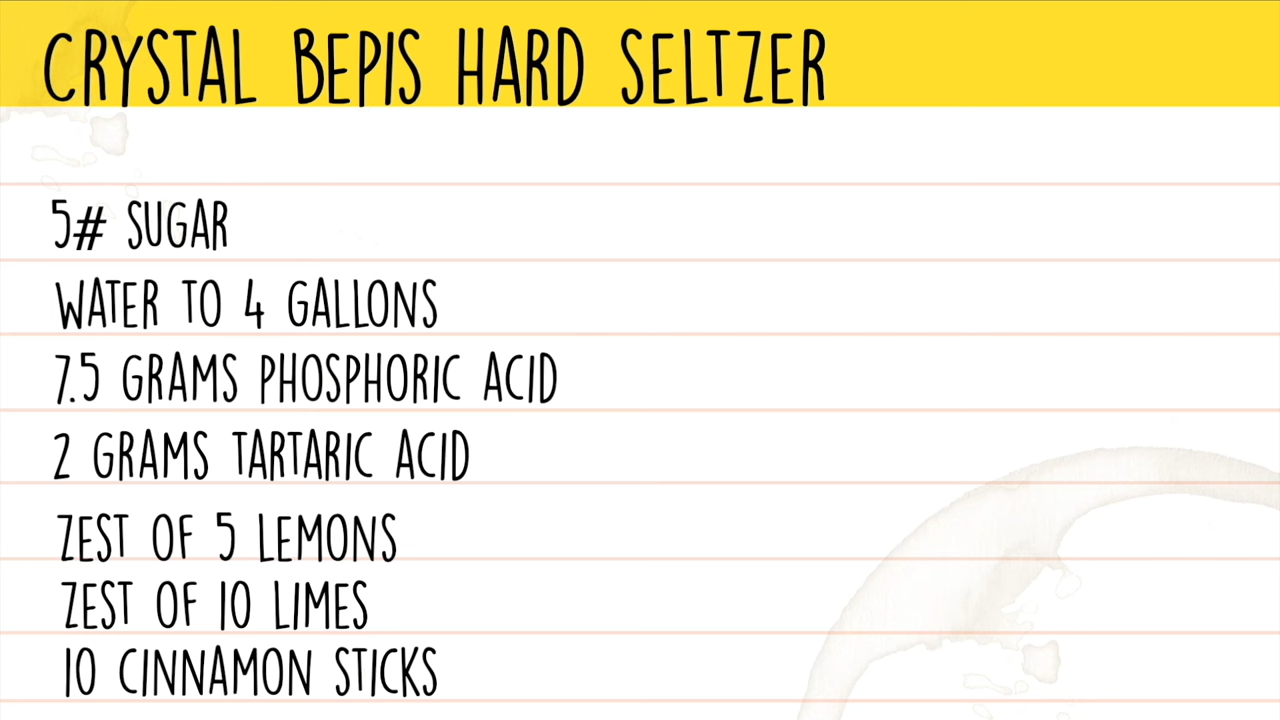 CRYSTAL BEPIS HARD SELTZER
5# SUGAR
WATER TO 4 GALLONS
7.5 GRAMS PHOSPHORIC ACID
2 GRAMS TARTARIC ACID
ZEST OF 5 LEMONS
ZEST OF 10 LIMES
10 CINNAMON STICKS